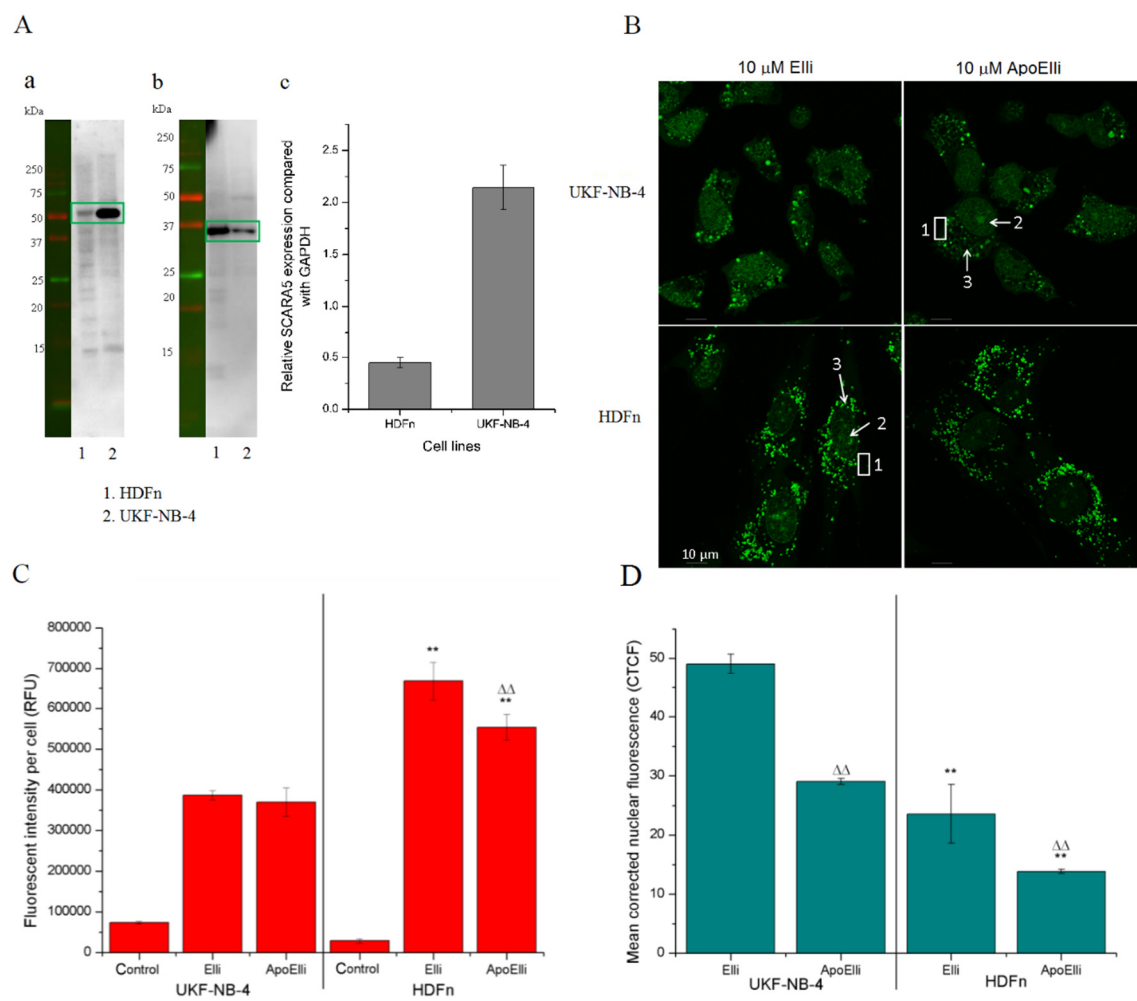 A
B
a
b
c
kDa
250
75
50
37
25
20
15
1 2
kDa
250
75
50
37
25
20
15
1 2
1. HDFn
2. UKF-NB-4
Relative SCARA5 expression compared
with GAPDH
2.5
2.0
1.5
1.0
0.5
0.0
HDFn
UKF-NB-4
Cell lines
10 μM Elli
10 μM ApoElli
UKF-NB-4
1
2
3
HDFn
3
2
1
10 μm
C
Fluorescent intensity per cell (RFU)
800000
700000
600000
500000
400000
300000
200000
100000
0
**
ΔΔ
**
Control
Elli
ApoElli
Control
Elli
ApoElli
UKF-NB-4
HDFn
D
Mean corrected nuclear fluorescence (CTCF)
50
40
30
20
10
0
ΔΔ
**
ΔΔ
**
Elli
ApoElli
Elli
ApoElli
UKF-NB-4
HDFn